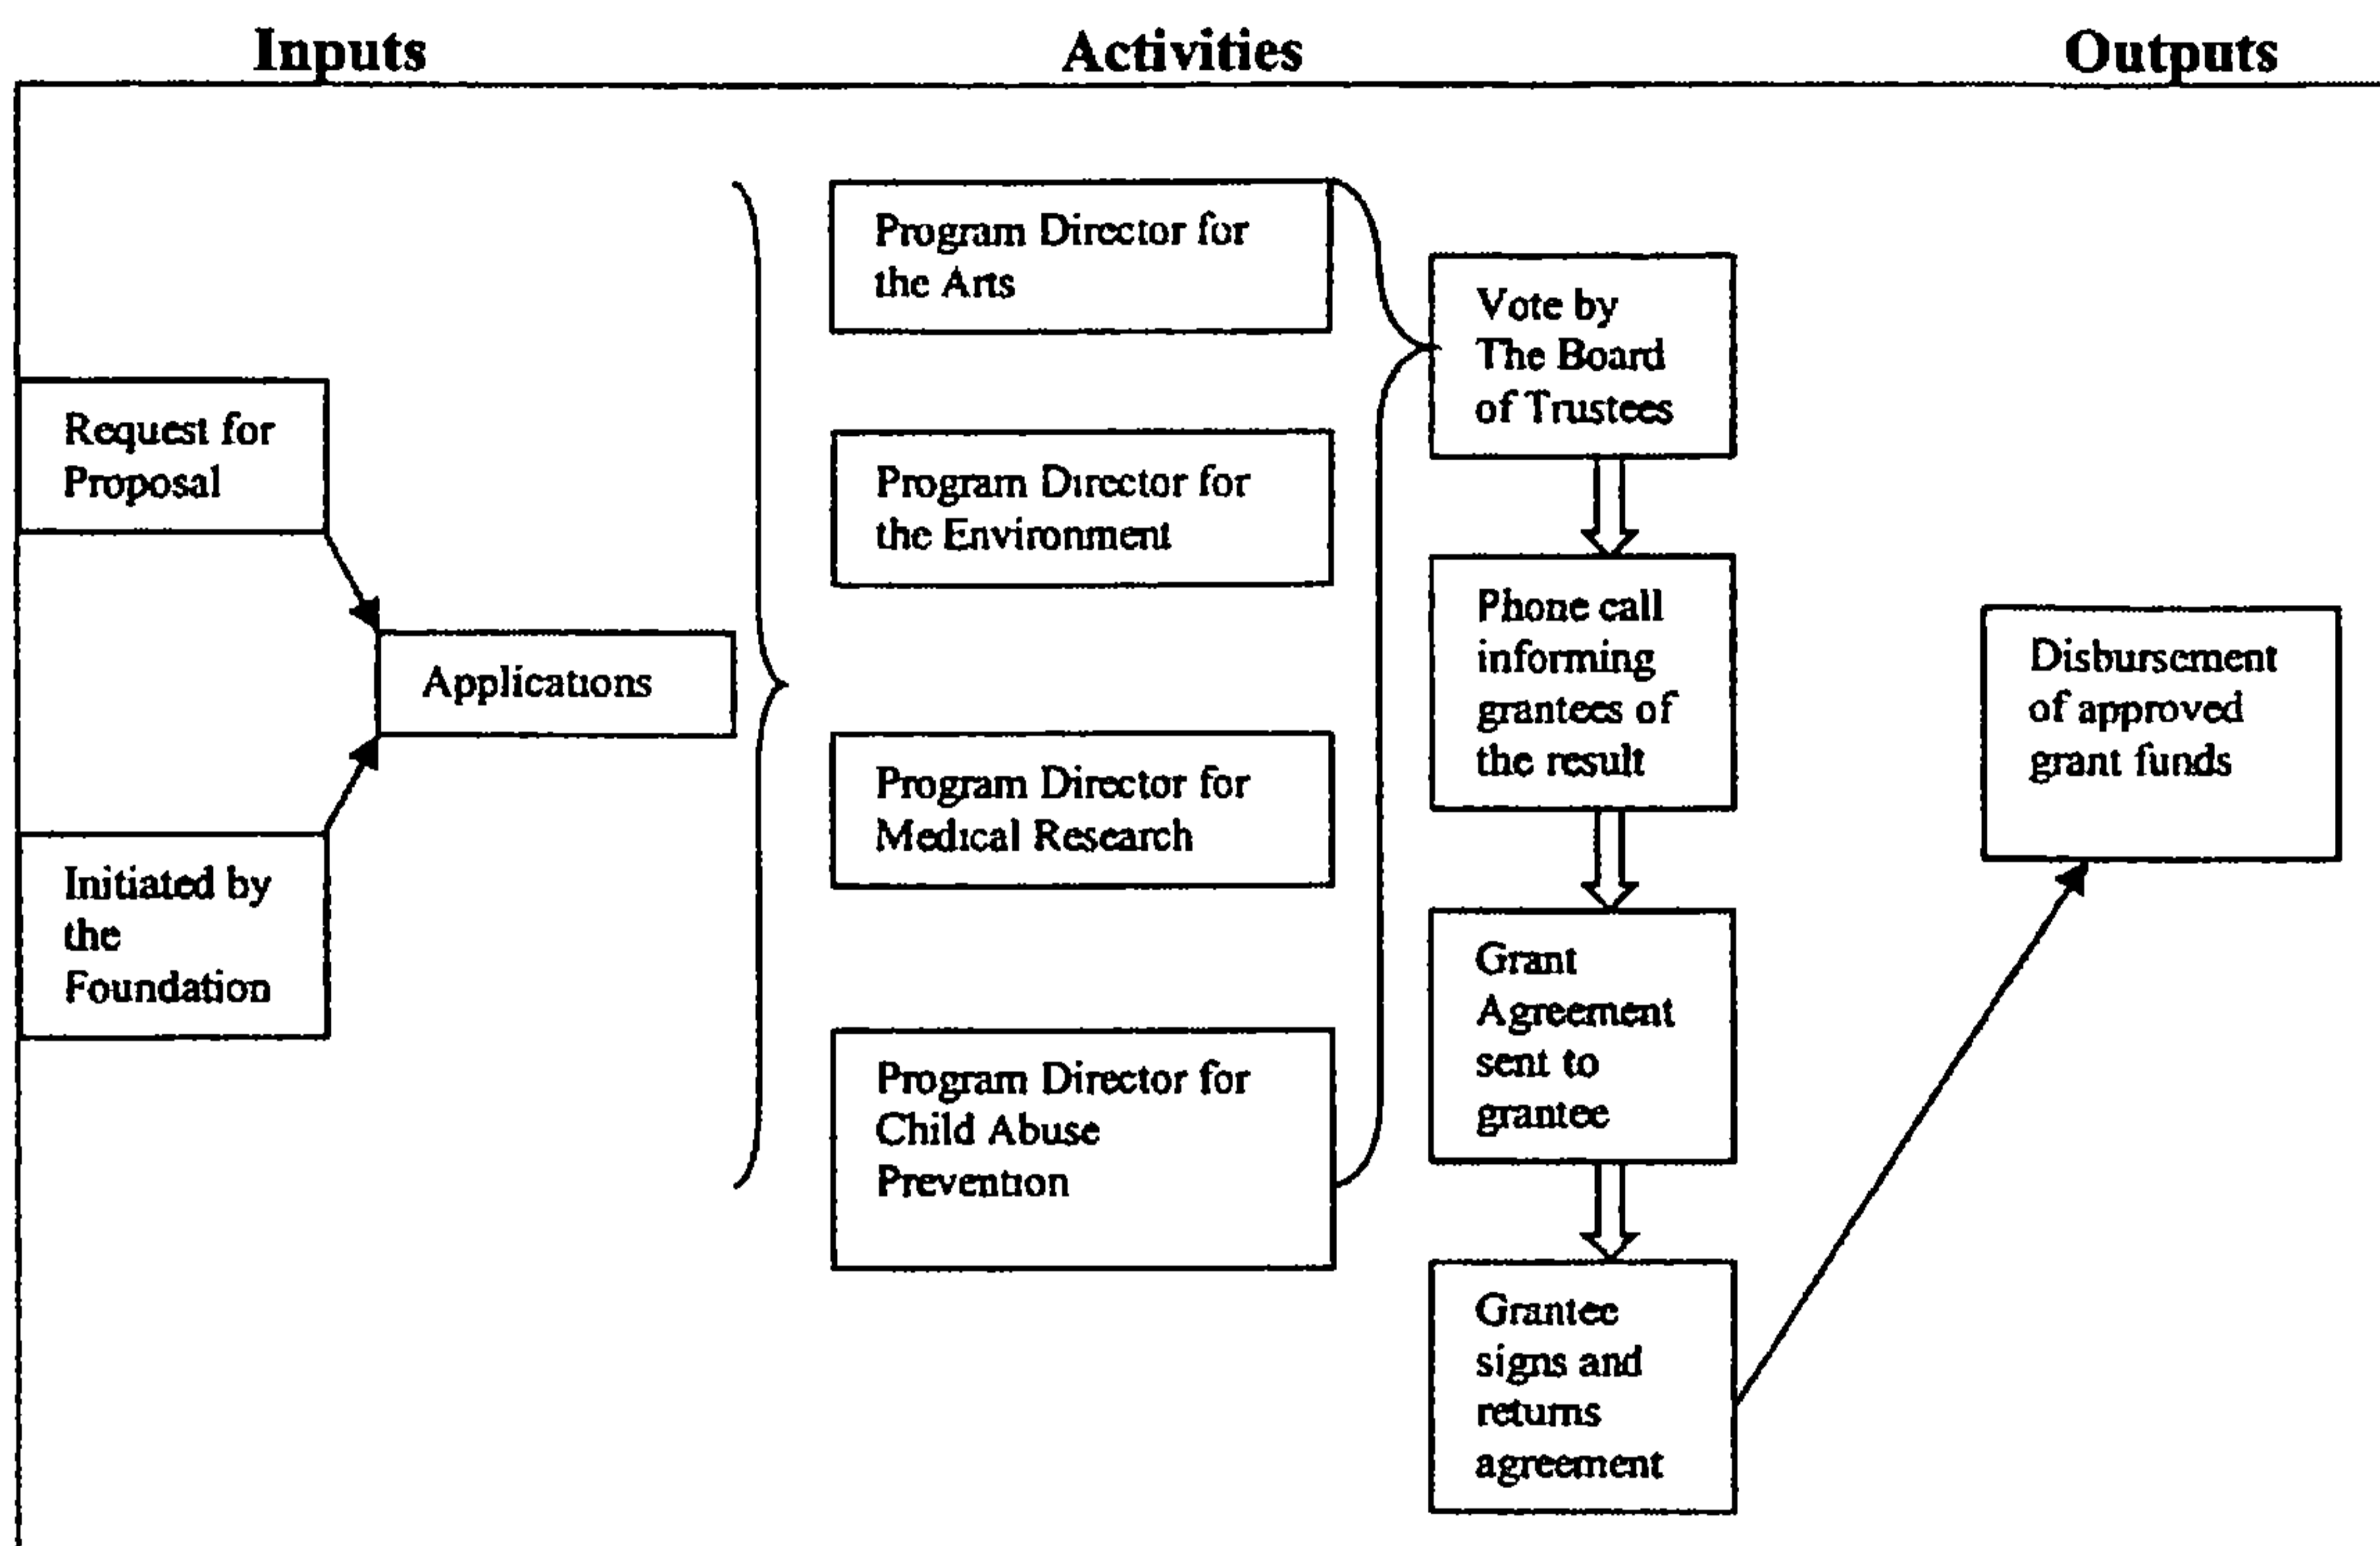 Inputs
Activities
Outputs
Request for
Proposal
Applications
Initiated by
the
Foundation
Program Director for
the Arts
Program Director for
the Environment
Program Director for
Medical Research
Program Director for
Child Abuse
Prevention
Vote by
The Board
of Trustees
Phone call
informing
grantees of
the result
Grant
Agreement
sent to
grantee
Grantee
signs and
returns
agreement
Disbursement
of approved
grant funds